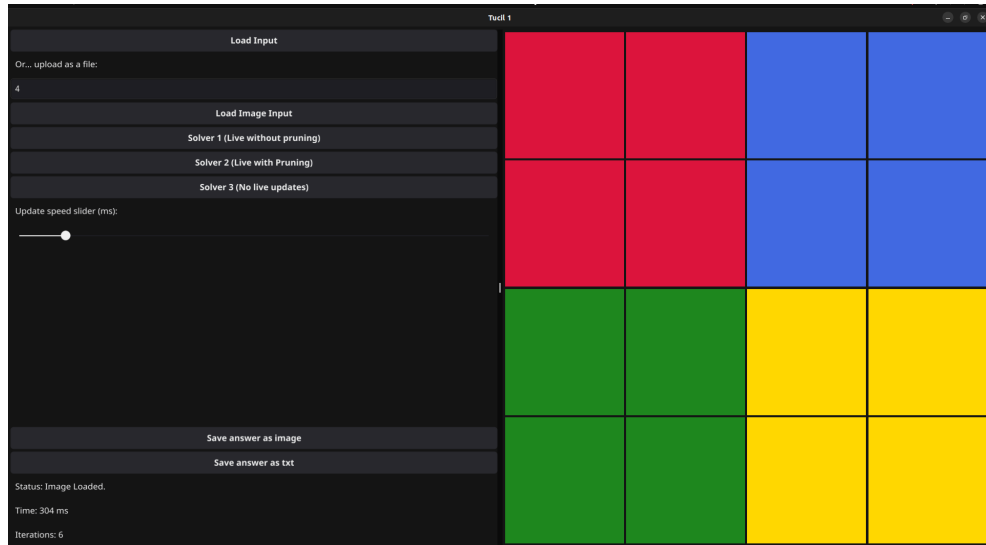 Tucil 1
Load Input
Or... upload as a file:
4
Load Image Input
Solver 1 (Live without pruning)
Solver 2 (Live with Pruning)
Solver 3 (No live updates)
Update speed slider (ms):
Save answer as image
Save answer as txt
Status: Image Loaded.
Time: 304 ms
Iterations: 6